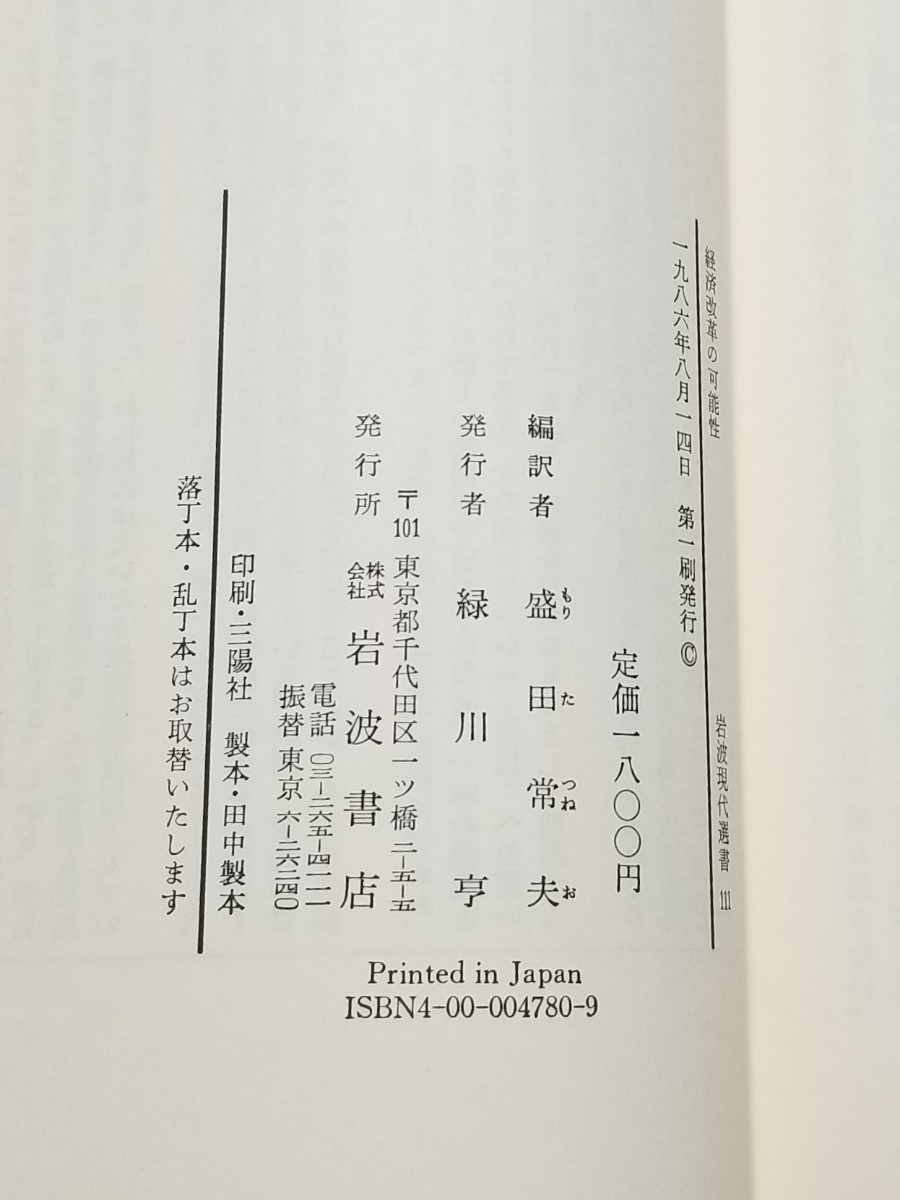 経済改革の可能性
岩波現代選書 111
一九八六年八月一四日 第一刷発行 ©
定価一八〇〇円
編訳者 盛田常夫
もり た つね お
発行者 緑川亨
〒101 東京都千代田区一ツ橋二-五-五
発行所 株式会社 岩波書店
電話 〇三-二六五-四一一一
振替 東京 六-二六二四〇
印刷・三陽社 製本・田中製本
落丁本・乱丁本はお取替いたします
Printed in Japan
ISBN4-00-004780-9